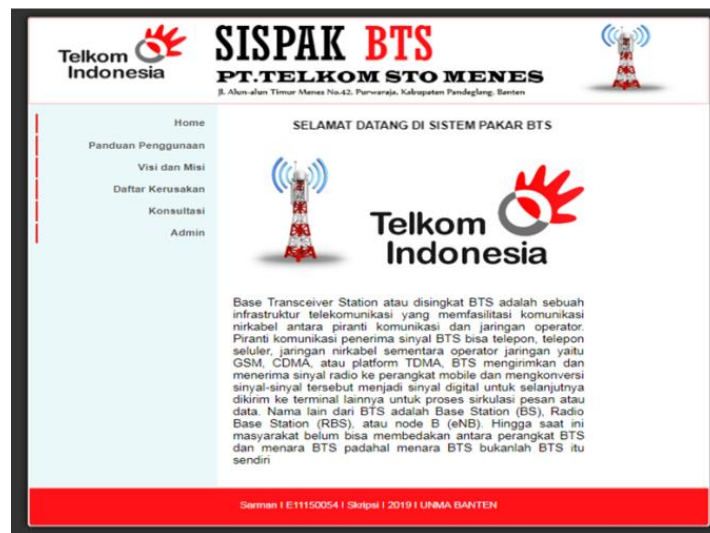 Telkom
Indonesia
SISPAK BTS
PT.TELKOM STO MENES
Jl. Alun-alun Timur Menes No.42. Purwaraja. Kabupaten Pandeglang. Banten
Home
Panduan Penggunaan
Visi dan Misi
Daftar Kerusakan
Konsultasi
Admin
SELAMAT DATANG DI SISTEM PAKAR BTS
Telkom
Indonesia
Base Transceiver Station atau disingkat BTS adalah sebuah
infrastruktur telekomunikasi yang memfasilitasi komunikasi
nirkabel antara piranti komunikasi dan jaringan operator.
Piranti komunikasi penerima sinyal BTS bisa telepon, telepon
seluler, jaringan nirkabel sementara operator jaringan yaitu
GSM, CDMA, atau platform TDMA, BTS mengirimkan dan
menerima sinyal radio ke perangkat mobile dan mengkonversi
sinyal-sinyal tersebut menjadi sinyal digital untuk selanjutnya
dikirim ke terminal lainnya untuk proses sirkulasi pesan atau
data. Nama lain dari BTS adalah Base Station (BS), Radio
Base Station (RBS), atau node B (eNB). Hingga saat ini
masyarakat belum bisa membedakan antara perangkat BTS
dan menara BTS padahal menara BTS bukanlah BTS itu
sendiri
Sarman I E11150054 I Skripsi I 2019 I UNMA BANTEN